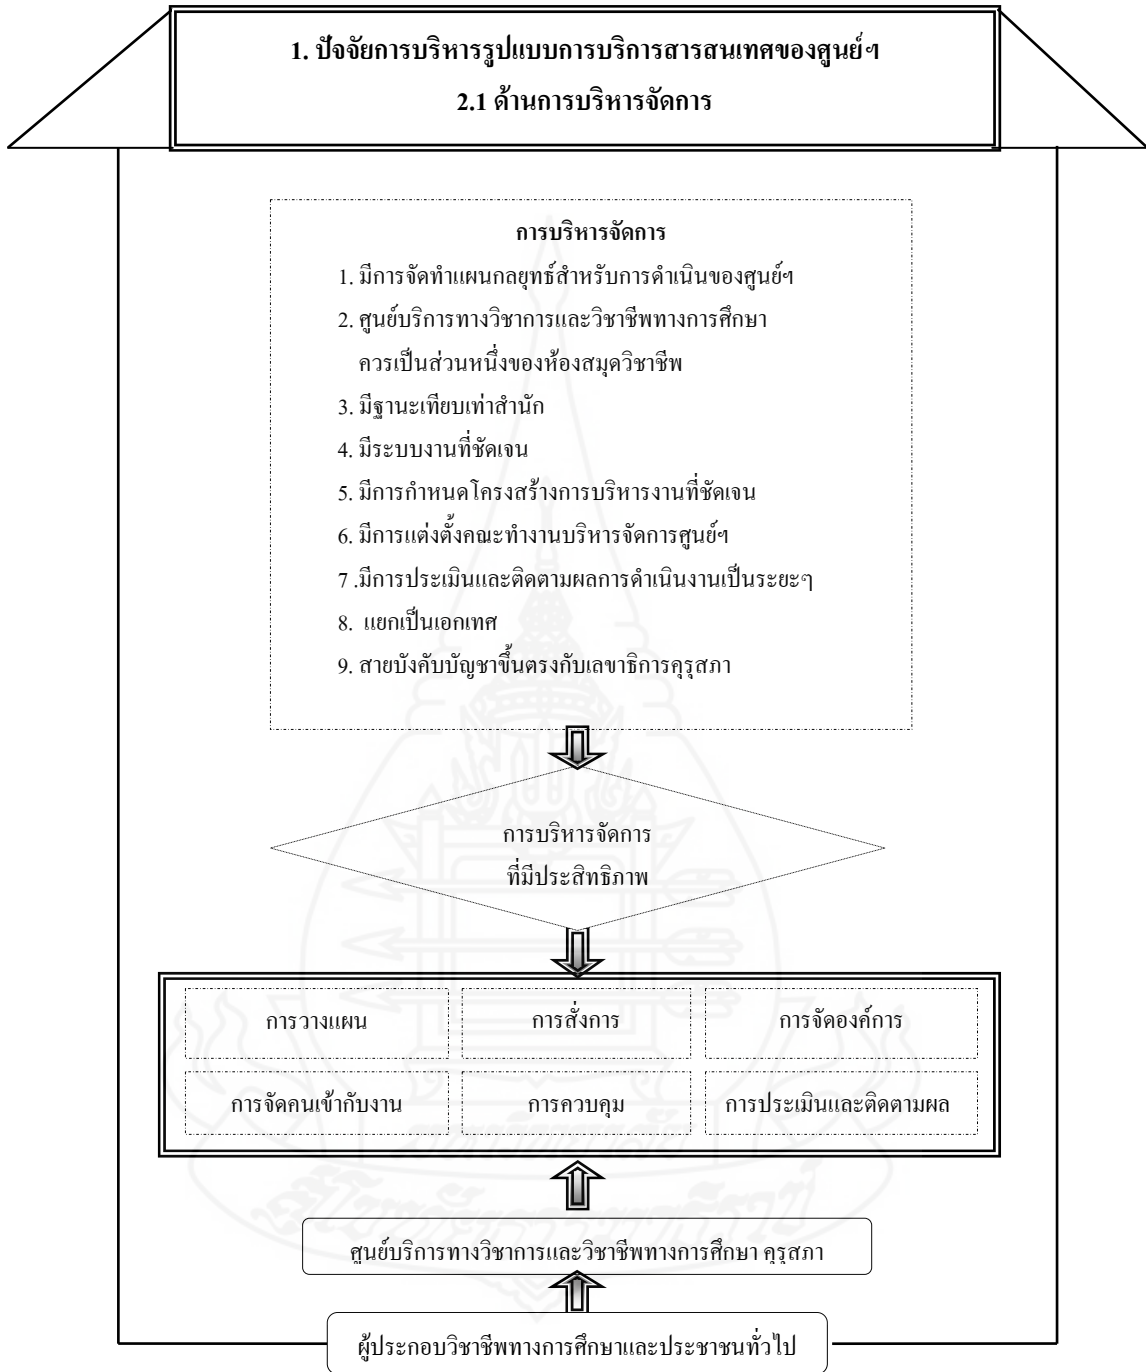 1. ปัจจัยการบริหารรูปแบบการบริการสารสนเทศของศูนย์ฯ
2.1 ด้านการบริหารจัดการ
การบริหารจัดการ
1. มีการจัดทำแผนกลยุทธ์สำหรับการดำเนินของศูนย์ฯ
2. ศูนย์บริการทางวิชาการและวิชาชีพทางการศึกษา
ควรเป็นส่วนหนึ่งของห้องสมุดวิชาชีพ
3. มีฐานะเทียบเท่าสำนัก
4. มีระบบงานที่ชัดเจน
5. มีการกำหนดโครงสร้างการบริหารงานที่ชัดเจน
6. มีการแต่งตั้งคณะทำงานบริหารจัดการศูนย์ฯ
7 .มีการประเมินและติดตามผลการดำเนินงานเป็นระยะๆ
8.  แยกเป็นเอกเทศ
9. สายบังคับบัญชาขึ้นตรงกับเลขาธิการคุรุสภา
การบริหารจัดการ
ที่มีประสิทธิภาพ
การวางแผน การสั่งการ การจัดองค์การ
การจัดคนเข้ากับงาน การควบคุม การประเมินและติดตามผล
สุโขทัยธรรมาธิราช
ศูนย์บริการทางวิชาการและวิชาชีพทางการศึกษา คุรุสภา
ผู้ประกอบวิชาชีพทางการศึกษาและประชาชนทั่วไป